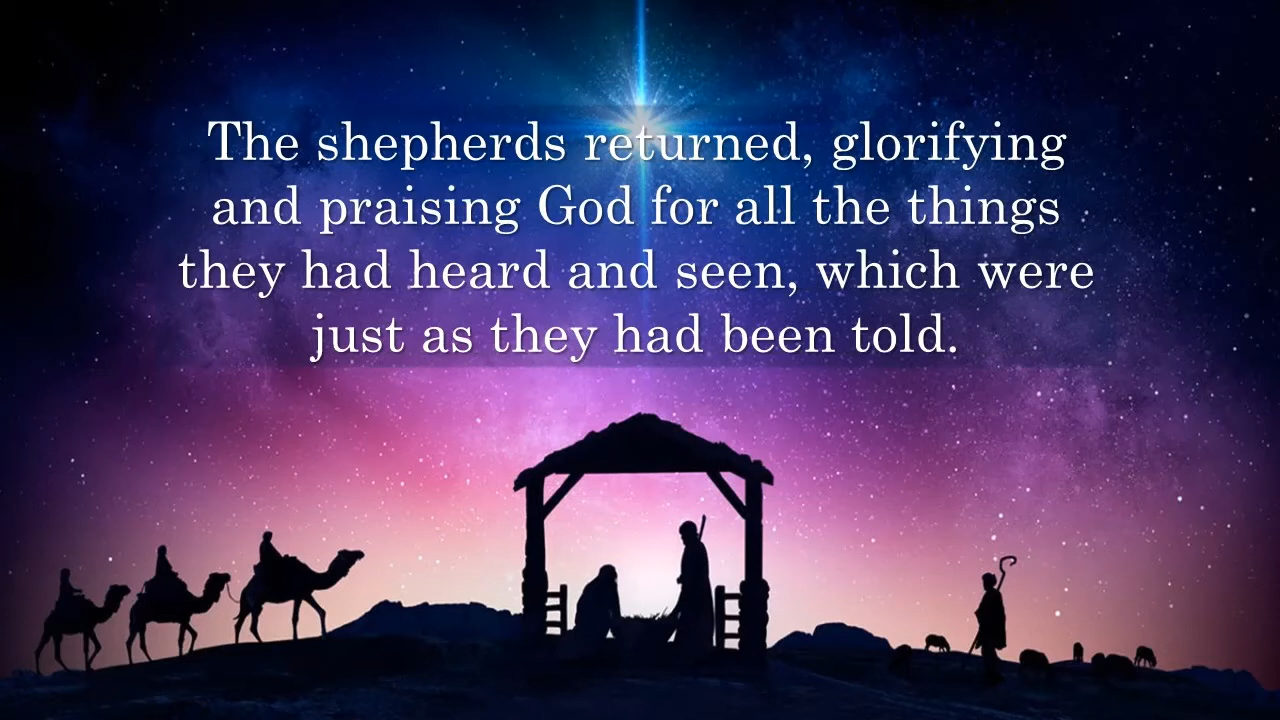 The shepherds returned, glorifying
and praising God for all the things
they had heard and seen, which were
just as they had been told.